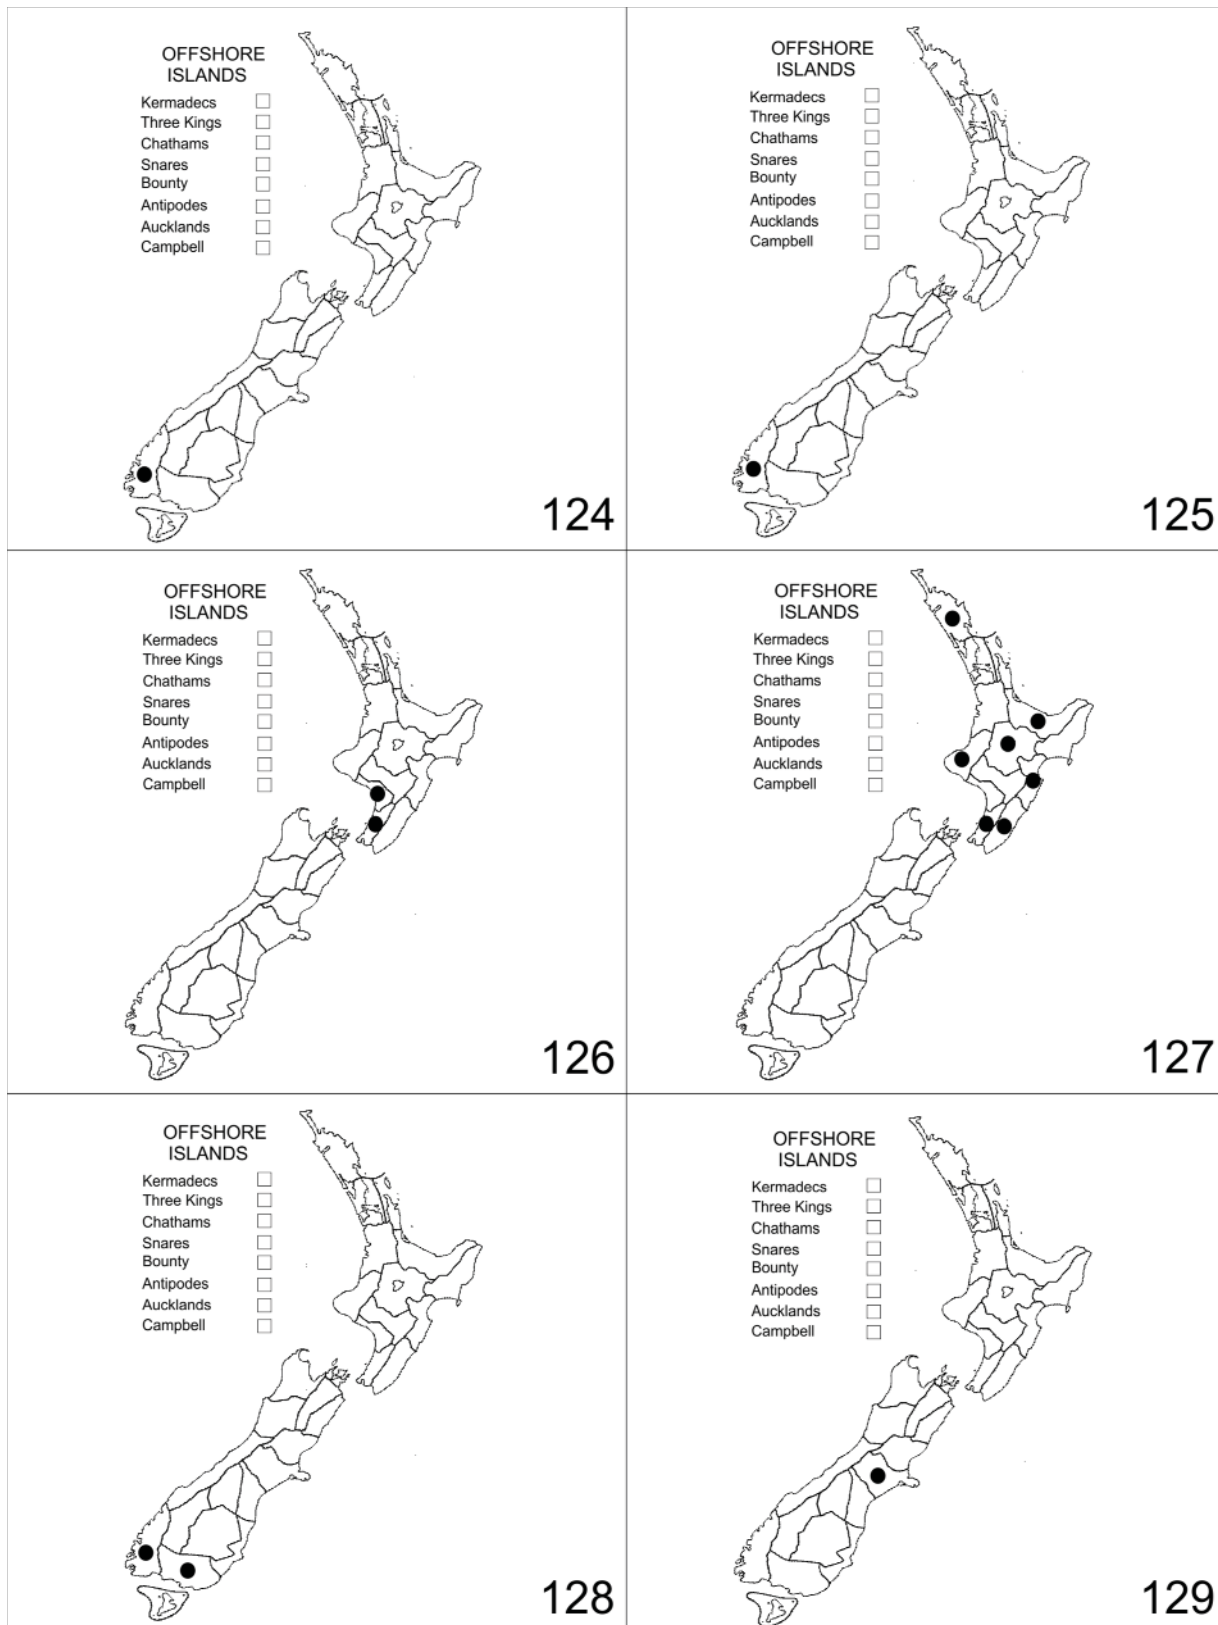 OFFSHORE
ISLANDS
Kermadecs
Three Kings
Chathams
Snares
Bounty
Antipodes
Aucklands
Campbell
124
OFFSHORE
ISLANDS
Kermadecs
Three Kings
Chathams
Snares
Bounty
Antipodes
Aucklands
Campbell
125
OFFSHORE
ISLANDS
Kermadecs
Three Kings
Chathams
Snares
Bounty
Antipodes
Aucklands
Campbell
126
OFFSHORE
ISLANDS
Kermadecs
Three Kings
Chathams
Snares
Bounty
Antipodes
Aucklands
Campbell
127
OFFSHORE
ISLANDS
Kermadecs
Three Kings
Chathams
Snares
Bounty
Antipodes
Aucklands
Campbell
128
OFFSHORE
ISLANDS
Kermadecs
Three Kings
Chathams
Snares
Bounty
Antipodes
Aucklands
Campbell
129